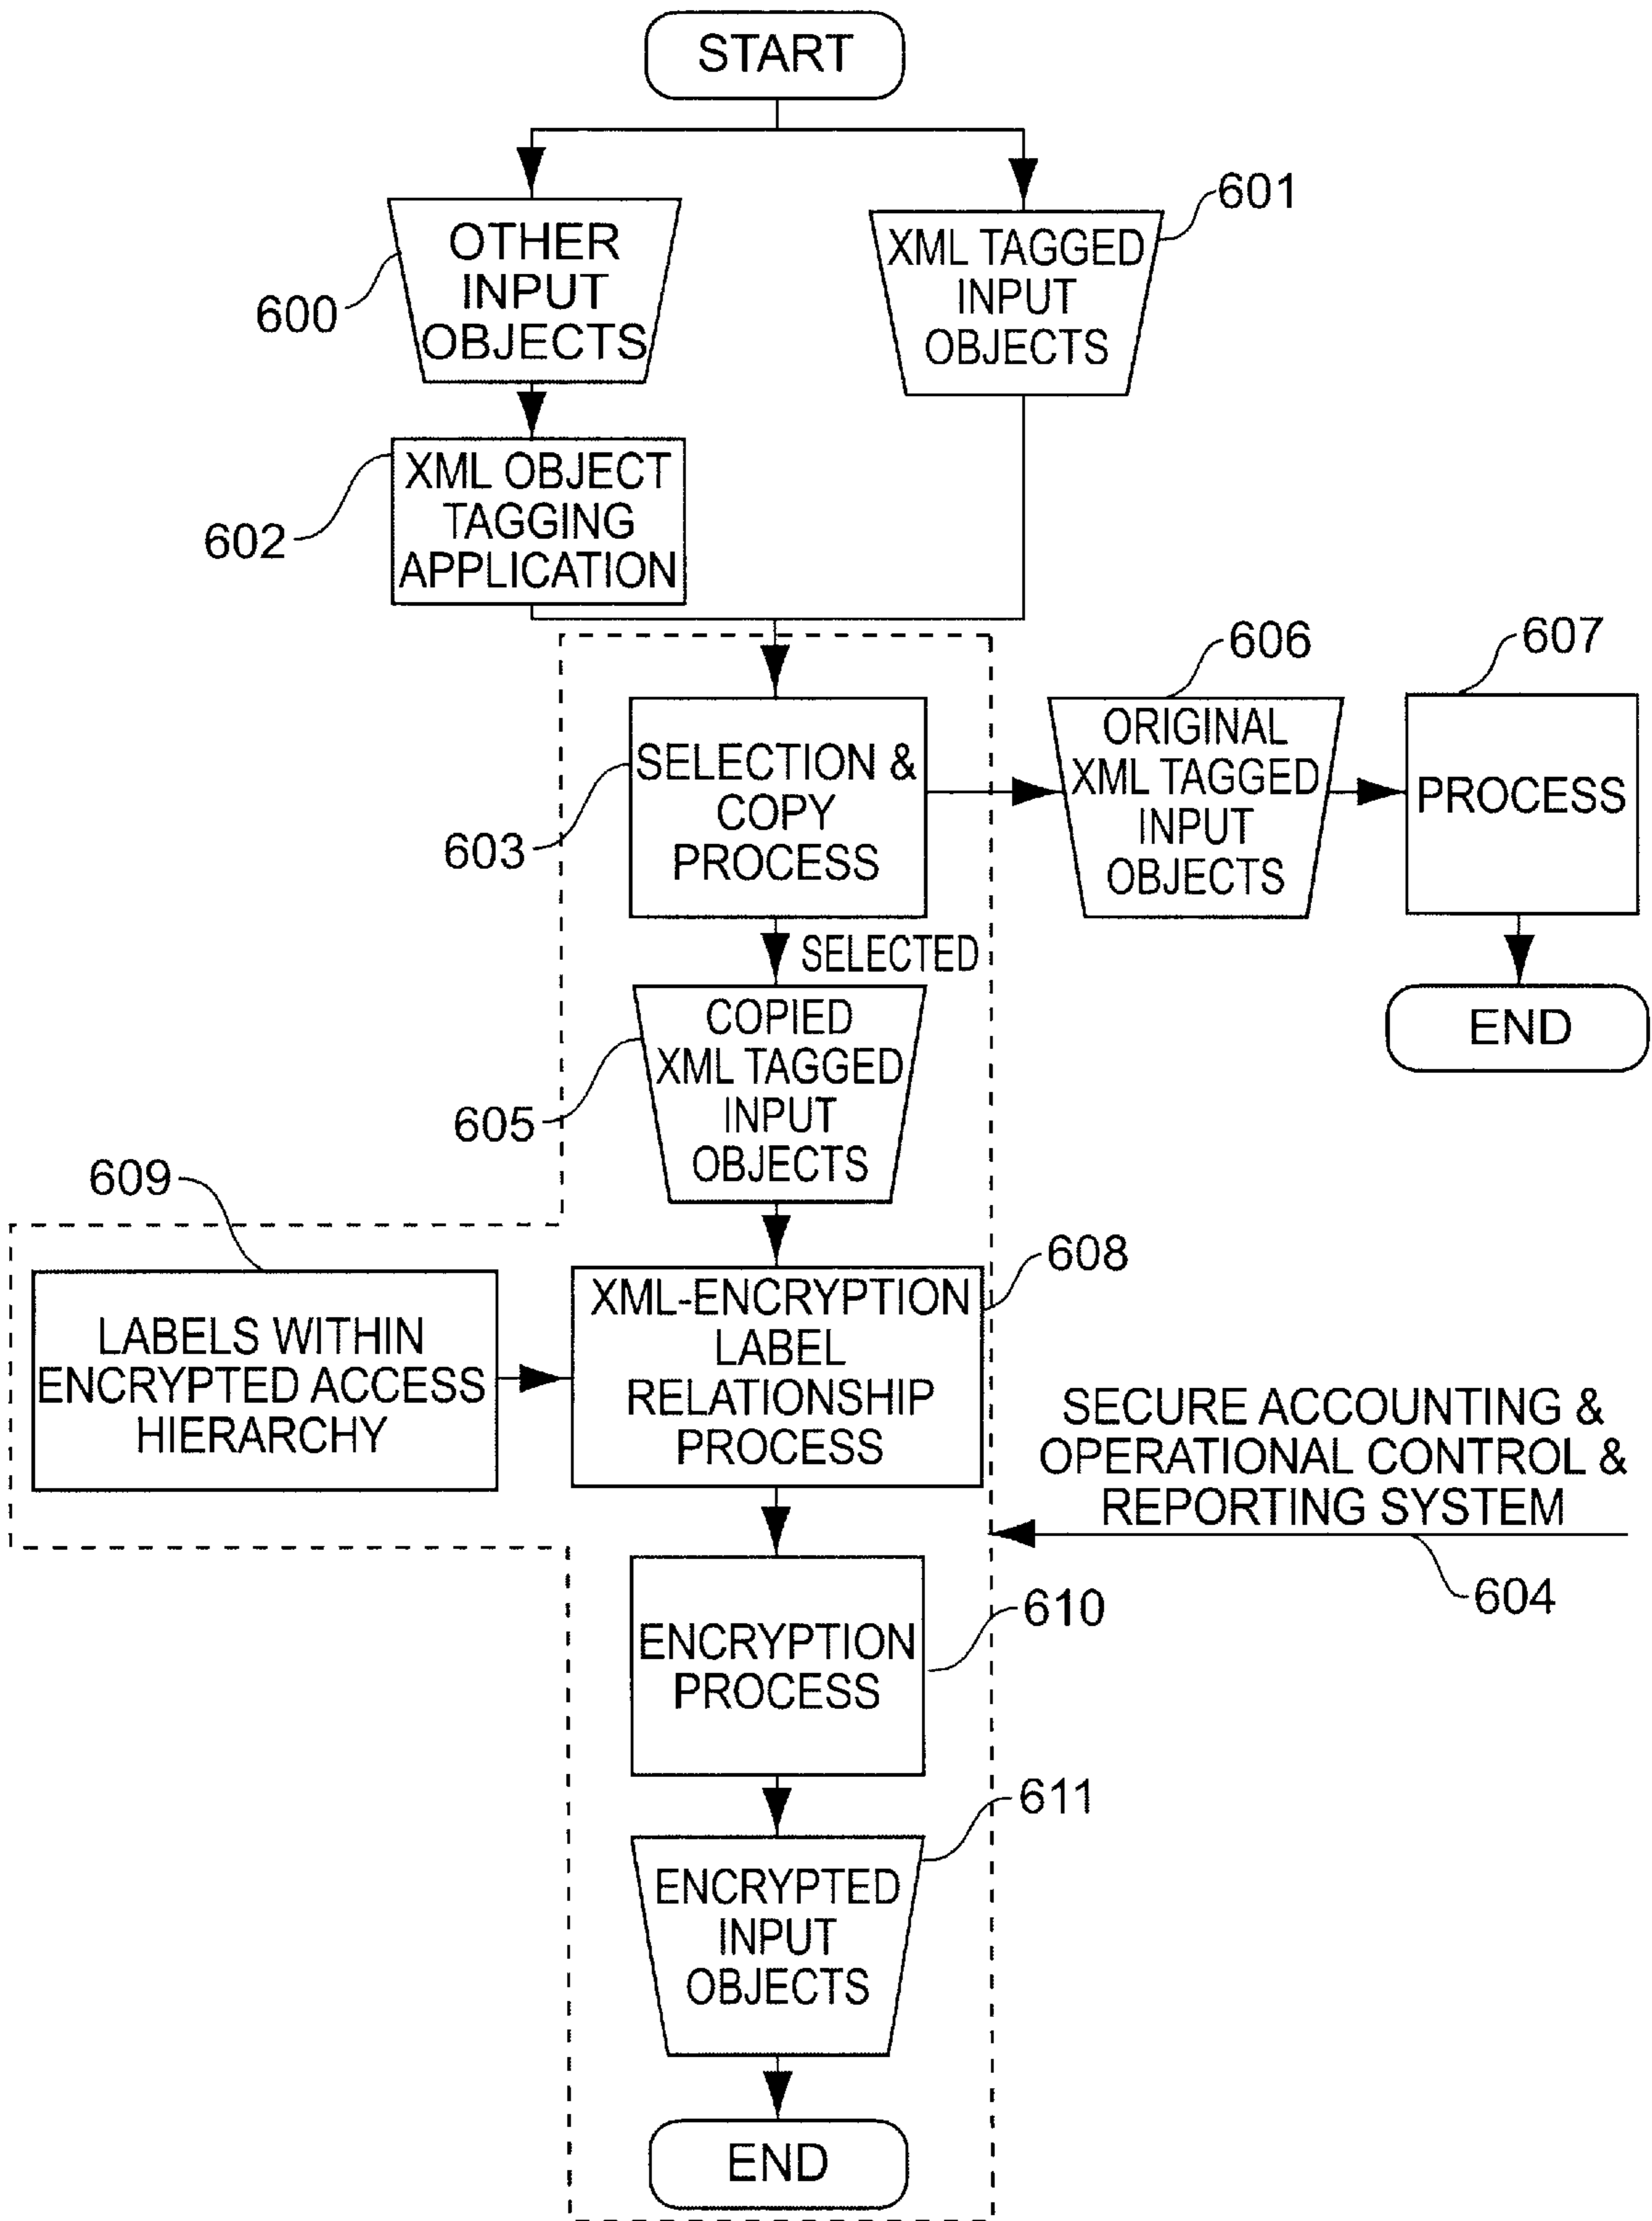 START
601
OTHER
INPUT
OBJECTS
600
XML TAGGED
INPUT
OBJECTS
XML OBJECT
TAGGING
APPLICATION
602
606
607
SELECTION &
COPY
PROCESS
603
ORIGINAL
XML TAGGED
INPUT
OBJECTS
PROCESS
SELECTED
END
COPIED
XML TAGGED
INPUT
OBJECTS
605
609
608
LABELS WITHIN
ENCRYPTED ACCESS
HIERARCHY
XML-ENCRYPTION
LABEL
RELATIONSHIP
PROCESS
SECURE ACCOUNTING &
OPERATIONAL CONTROL &
REPORTING SYSTEM
604
610
ENCRYPTION
PROCESS
611
ENCRYPTED
INPUT
OBJECTS
END